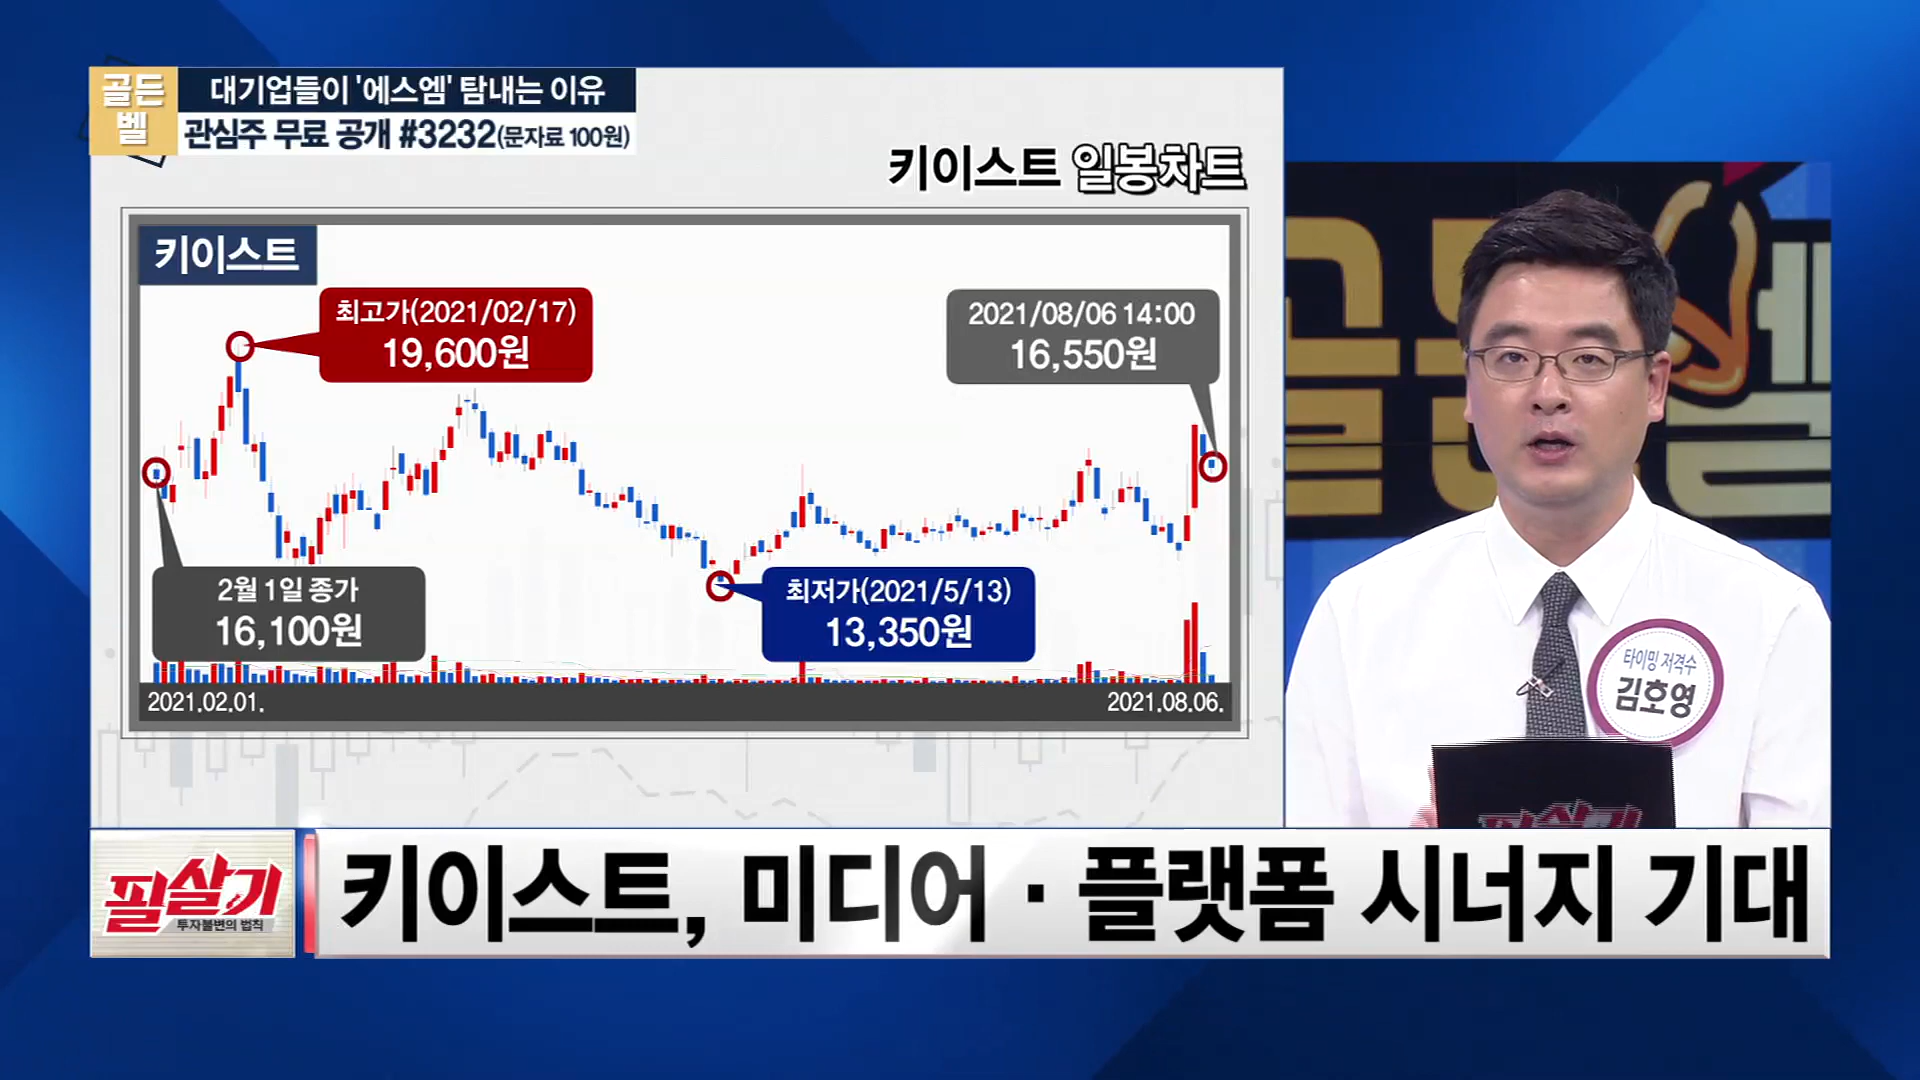 골든벨
대기업들이 '에스엠' 탐내는 이유
관심주 무료 공개 #3232(문자료 100원)
키이스트 일봉차트
키이스트
최고가(2021/02/17)
19,600원
2021/08/06 14:00
16,550원
2월 1일 종가
16,100원
최저가(2021/5/13)
13,350원
2021.02.01.
2021.08.06.
타이밍 저격수
김호영
필살기
필살기
투자불변의 법칙
키이스트, 미디어·플랫폼 시너지 기대